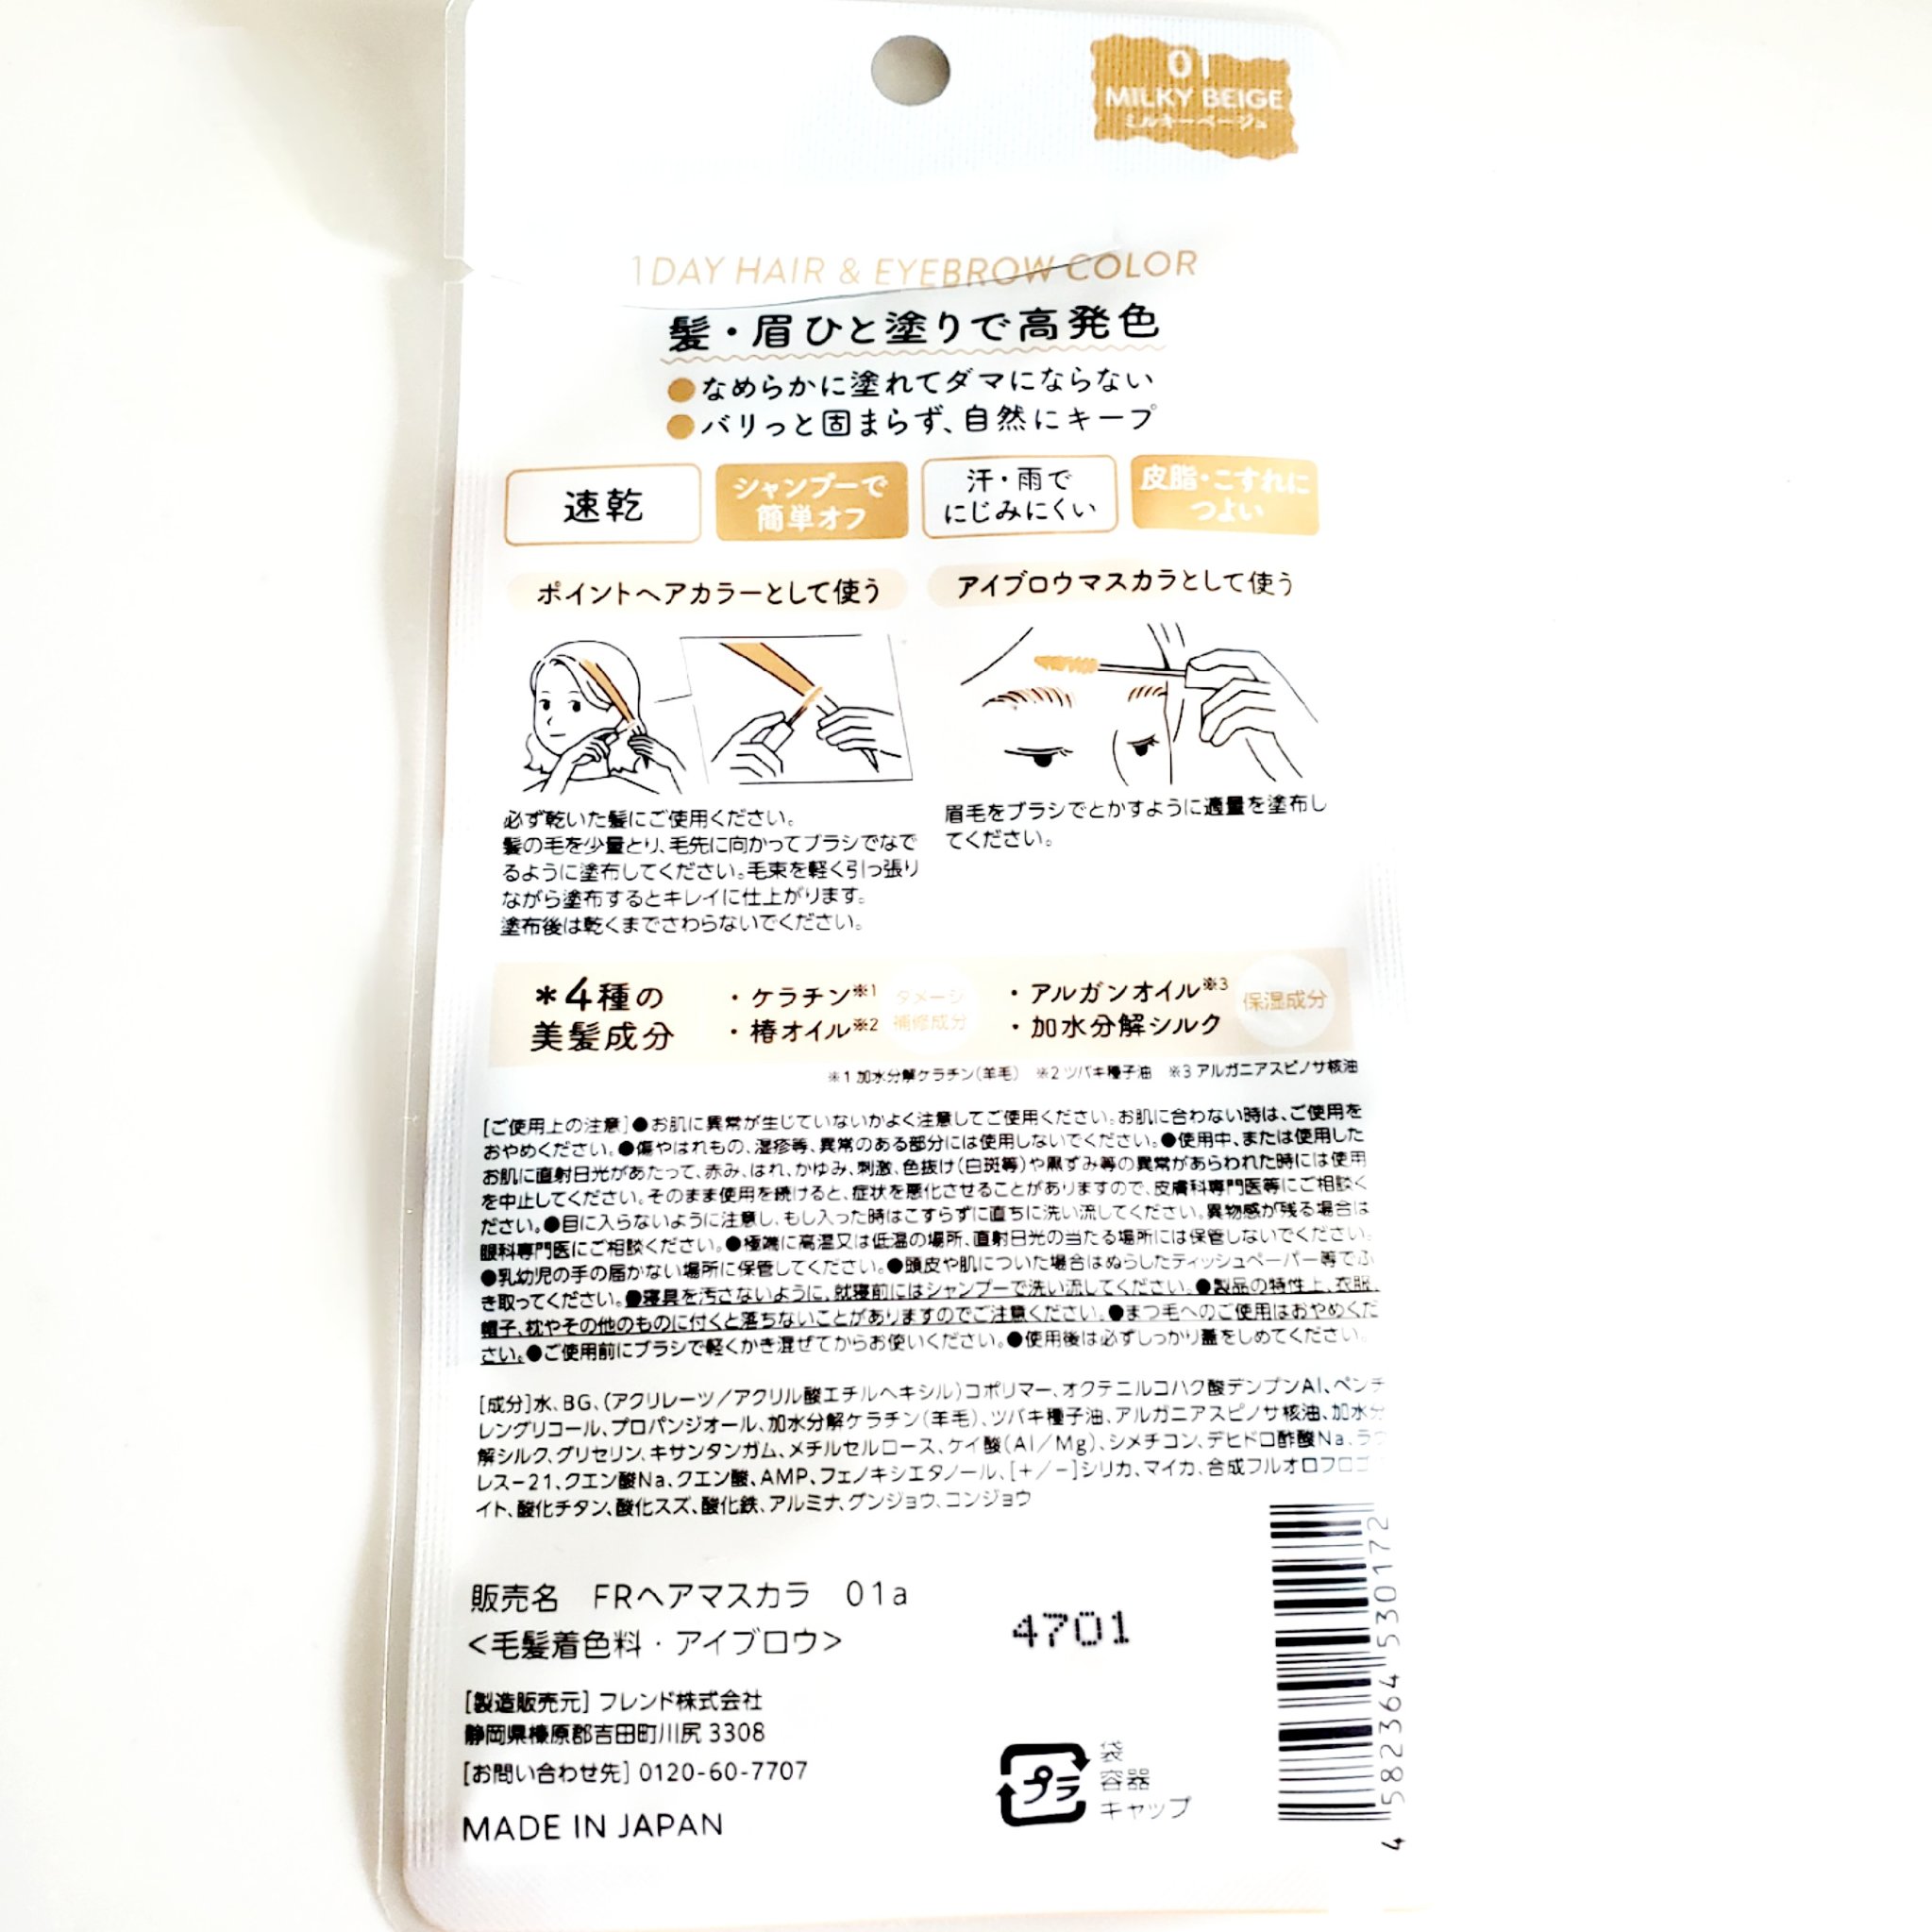 01
MILKY BEIGE
ミルキーベージュ
1DAY HAIR & EYEBROW COLOR
髪・眉ひと塗りで高発色
●なめらかに塗れてダマにならない
●バリっと固まらず、自然にキープ
速乾
シャンプーで
簡単オフ
汗・雨で
にじみにくい
皮脂・こすれに
つよい
ポイントヘアカラーとして使う
必ず乾いた髪にご使用ください。
髪の毛を少量とり、毛先に向かってブラシでなで
るように塗布してください。毛束を軽く引っ張り
ながら塗布するとキレイに仕上がります。
塗布後は乾くまでさわらないでください。
アイブロウマスカラとして使う
眉毛をブラシでとかすように適量を塗布し
てください。
*4種の
美髪成分
・ケラチン※1
・椿オイル※2
ダメージ
補修成分
・アルガンオイル※3
・加水分解シルク
保湿成分
※1 加水分解ケラチン(羊毛) ※2 ツバキ種子油 ※3 アルガニアスピノサ核油
[ご使用上の注意]●お肌に異常が生じていないかよく注意してご使用ください。お肌に合わない時は、ご使用を
おやめください。●傷やはれもの、湿疹等、異常のある部分には使用しないでください。●使用中、または使用した
お肌に直射日光があたって、赤み、はれ、かゆみ、刺激、色抜け(白斑等)や黒ずみ等の異常があらわれた時には使用
を中止してください。そのまま使用を続けると、症状を悪化させることがありますので、皮膚科専門医等にご相談く
ださい。●目に入らないように注意し、もし入った時はこすらずに直ちに洗い流してください。異物感が残る場合は
眼科専門医にご相談ください。●極端に高温又は低温の場所、直射日光の当たる場所には保管しないでください。
●乳幼児の手の届かない場所に保管してください。●頭皮や肌についた場合はぬらしたティッシュペーパー等でふ
き取ってください。●寝具を汚さないように、就寝前にはシャンプーで洗い流してください。●製品の特性上、衣服、
帽子、枕やその他のものに付くと落ちないことがありますのでご注意ください。●まつ毛へのご使用はおやめくだ
さい。●ご使用前にブラシで軽くかき混ぜてからお使いください。●使用後は必ずしっかり蓋をしめてください。
[成分]水、BG、(アクリレーツ/アクリル酸エチルヘキシル)コポリマー、オクテニルコハク酸デンプンAl、ペンチ
レングリコール、プロパンジオール、加水分解ケラチン(羊毛)、ツバキ種子油、アルガニアスピノサ核油、加水分
解シルク、グリセリン、キサンタンガム、メチルセルロース、ケイ酸(Al/Mg)、シメチコン、デヒドロ酢酸Na、ラウ
レス-21、クエン酸Na、クエン酸、AMP、フェノキシエタノール、[+/-]シリカ、マイカ、合成フルオロフロゴパ
イト、酸化チタン、酸化スズ、酸化鉄、アルミナ、グンジョウ、コンジョウ
販売名 FRヘアマスカラ 01a
<毛髪着色料・アイブロウ>
4701
[製造販売元] フレンド株式会社
静岡県榛原郡吉田町川尻 3308
[お問い合わせ先] 0120-60-7707
MADE IN JAPAN
プラ
袋
容器
キャップ
4 582364 530172